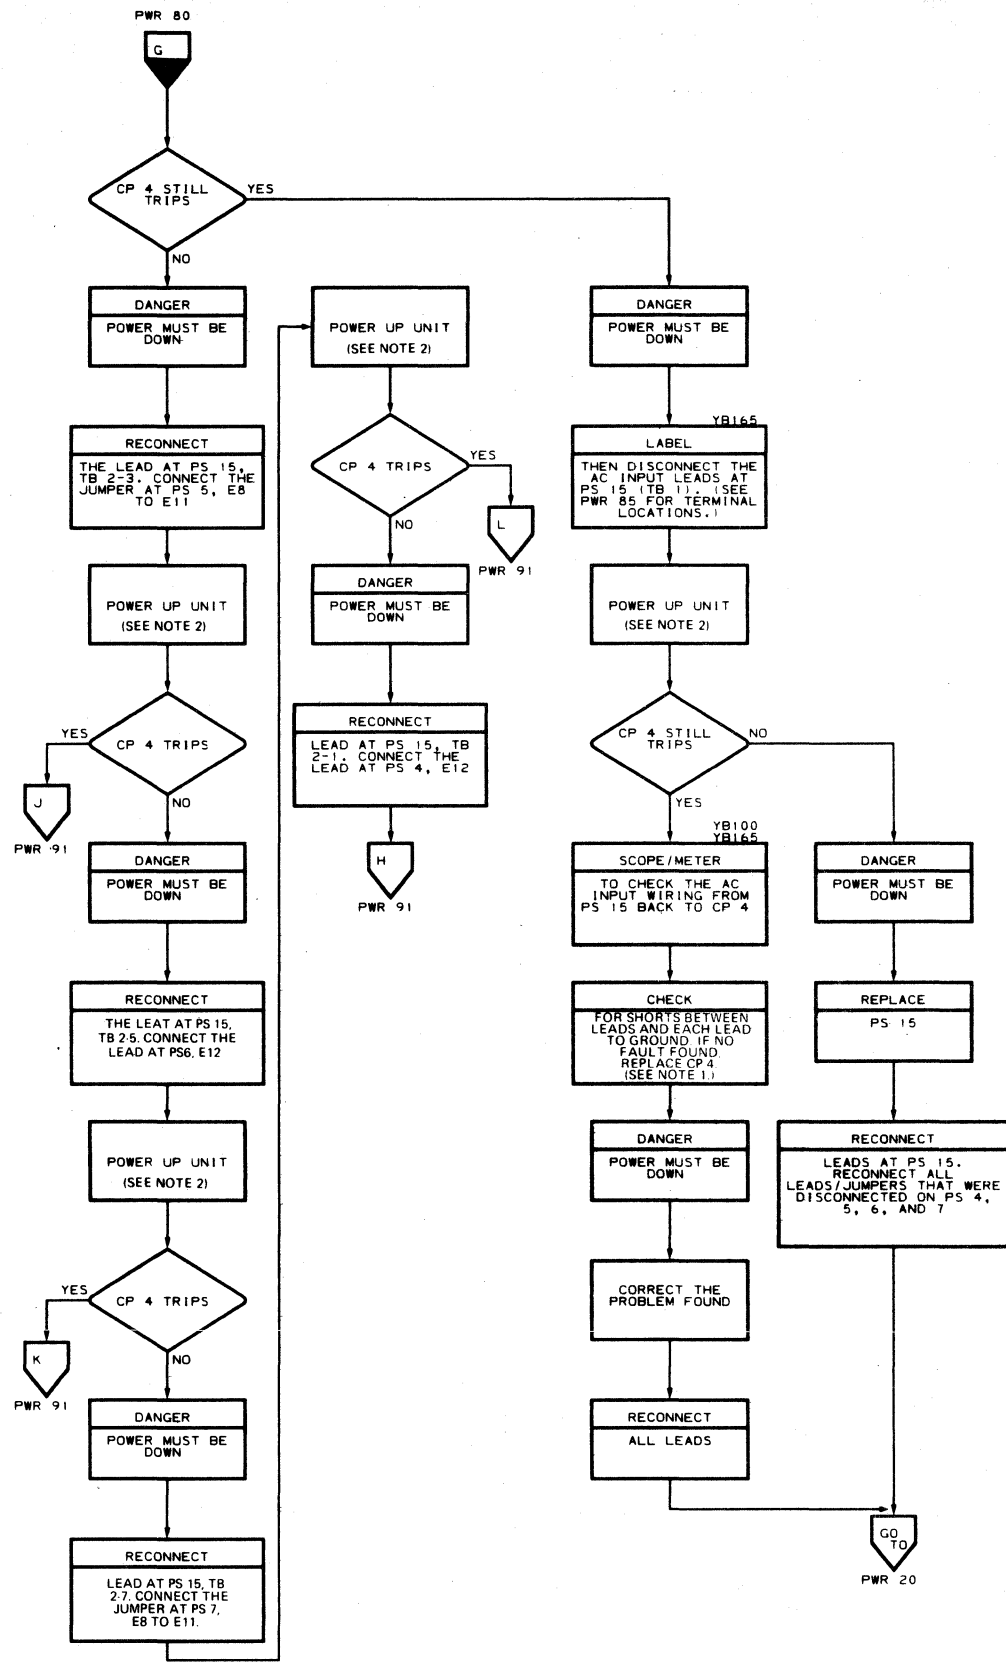 PWR 80
G
CP 4 STILL
TRIPS
YES
NO
DANGER
POWER MUST BE
DOWN
RECONNECT
THE LEAD AT PS 15,
TB 2-3. CONNECT THE
JUMPER AT PS 5, E8
TO E11
POWER UP UNIT
(SEE NOTE 2)
CP 4 TRIPS
YES
J
PWR 91
NO
DANGER
POWER MUST BE
DOWN
RECONNECT
THE LEAT AT PS 15,
TB 2-5. CONNECT THE
LEAD AT PS6, E12
POWER UP UNIT
(SEE NOTE 2)
CP 4 TRIPS
YES
K
PWR 91
NO
DANGER
POWER MUST BE
DOWN
RECONNECT
LEAD AT PS 15, TB
2-7. CONNECT THE
JUMPER AT PS 7,
E8 TO E11.
POWER UP UNIT
(SEE NOTE 2)
CP 4 TRIPS
YES
L
PWR 91
NO
DANGER
POWER MUST BE
DOWN
RECONNECT
LEAD AT PS 15, TB
2-1. CONNECT THE
LEAD AT PS 4, E12
H
PWR 91
DANGER
POWER MUST BE
DOWN
YB165
LABEL
THEN DISCONNECT THE
AC INPUT LEADS AT
PS 15 (TB 1). (SEE
PWR 85 FOR TERMINAL
LOCATIONS.)
POWER UP UNIT
(SEE NOTE 2)
CP 4 STILL
TRIPS
NO
YES
YB100
YB165
SCOPE/METER
TO CHECK THE AC
INPUT WIRING FROM
PS 15 BACK TO CP 4
CHECK
FOR SHORTS BETWEEN
LEADS AND EACH LEAD
TO GROUND. IF NO
FAULT FOUND,
REPLACE CP 4.
(SEE NOTE 1.)
DANGER
POWER MUST BE
DOWN
CORRECT THE
PROBLEM FOUND
RECONNECT
ALL LEADS
DANGER
POWER MUST BE
DOWN
REPLACE
PS 15
RECONNECT
LEADS AT PS 15.
RECONNECT ALL
LEADS/JUMPERS THAT WERE
DISCONNECTED ON PS 4,
5, 6, AND 7
GO
TO
PWR 20